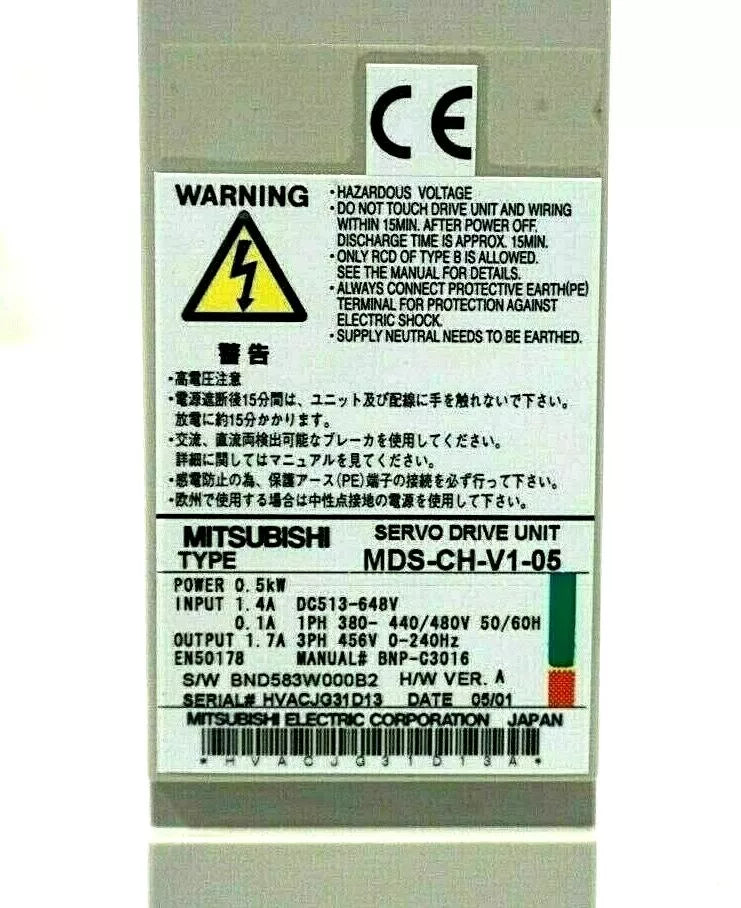 CE
WARNING
・HAZARDOUS VOLTAGE
・DO NOT TOUCH DRIVE UNIT AND WIRING
WITHIN 15MIN. AFTER POWER OFF.
DISCHARGE TIME IS APPROX. 15MIN.
・ONLY RCD OF TYPE B IS ALLOWED.
SEE THE MANUAL FOR DETAILS.
・ALWAYS CONNECT PROTECTIVE EARTH(PE)
TERMINAL FOR PROTECTION AGAINST
ELECTRIC SHOCK.
・SUPPLY NEUTRAL NEEDS TO BE EARTHED.
警告
・高電圧注意
・電源遮断後15分間は、ユニット及び配線に手を触れないで下さい。
放電に約15分かかります。
・交流、直流両検出可能なブレーカを使用してください。
詳細に関してはマニュアルを見てください。
・感電防止の為、保護アース(PE)端子の接続を必ず行って下さい。
・欧州で使用する場合は中性点接地の電源を使用して下さい。
MITSUBISHI SERVO DRIVE UNIT
TYPE MDS-CH-V1-05
POWER 0.5kW
INPUT 1.4A DC513-648V
0.1A 1PH 380- 440/480V 50/60H
OUTPUT 1.7A 3PH 456V 0-240Hz
EN50178 MANUAL# BNP-C3016
S/W BND583W000B2 H/W VER. A
SERIAL# HVACJG31D13 DATE 05/01
MITSUBISHI ELECTRIC CORPORATION JAPAN
*HVACJG31D13A*